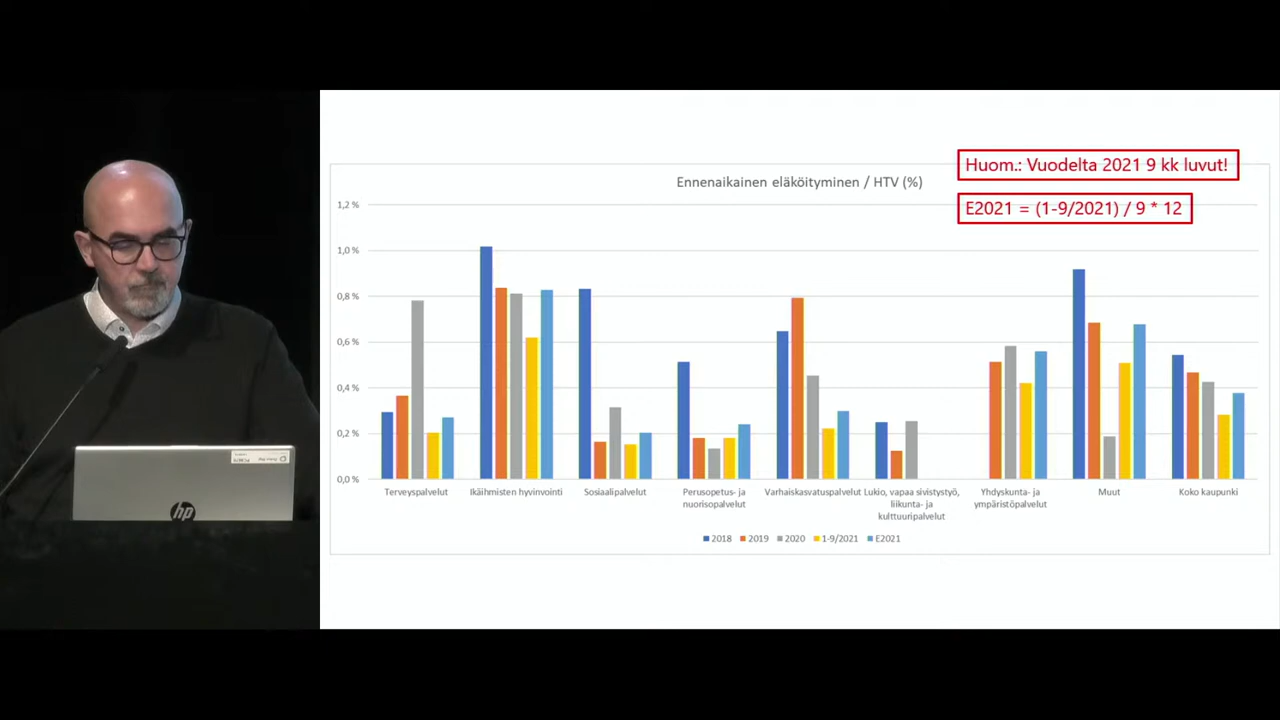 Huom.: Vuodelta 2021 9 kk luvut!
Ennenaikainen eläköityminen / HTV (%)
E2021 = (1-9/2021) / 9 * 12
1,2 %
1,0 %
0,8 %
0,6 %
0,4 %
0,2 %
0,0 %
Terveyspalvelut
Ikäihmisten hyvinvointi
Sosiaalipalvelut
Perusopetus- ja
nuorisopalvelut
Varhaiskasvatuspalvelut
Lukio, vapaa sivistystyö,
liikunta- ja
kulttuuripalvelut
Yhdyskunta- ja
ympäristöpalvelut
Muut
Koko kaupunki
2018 2019 2020 1-9/2021 E2021
hp